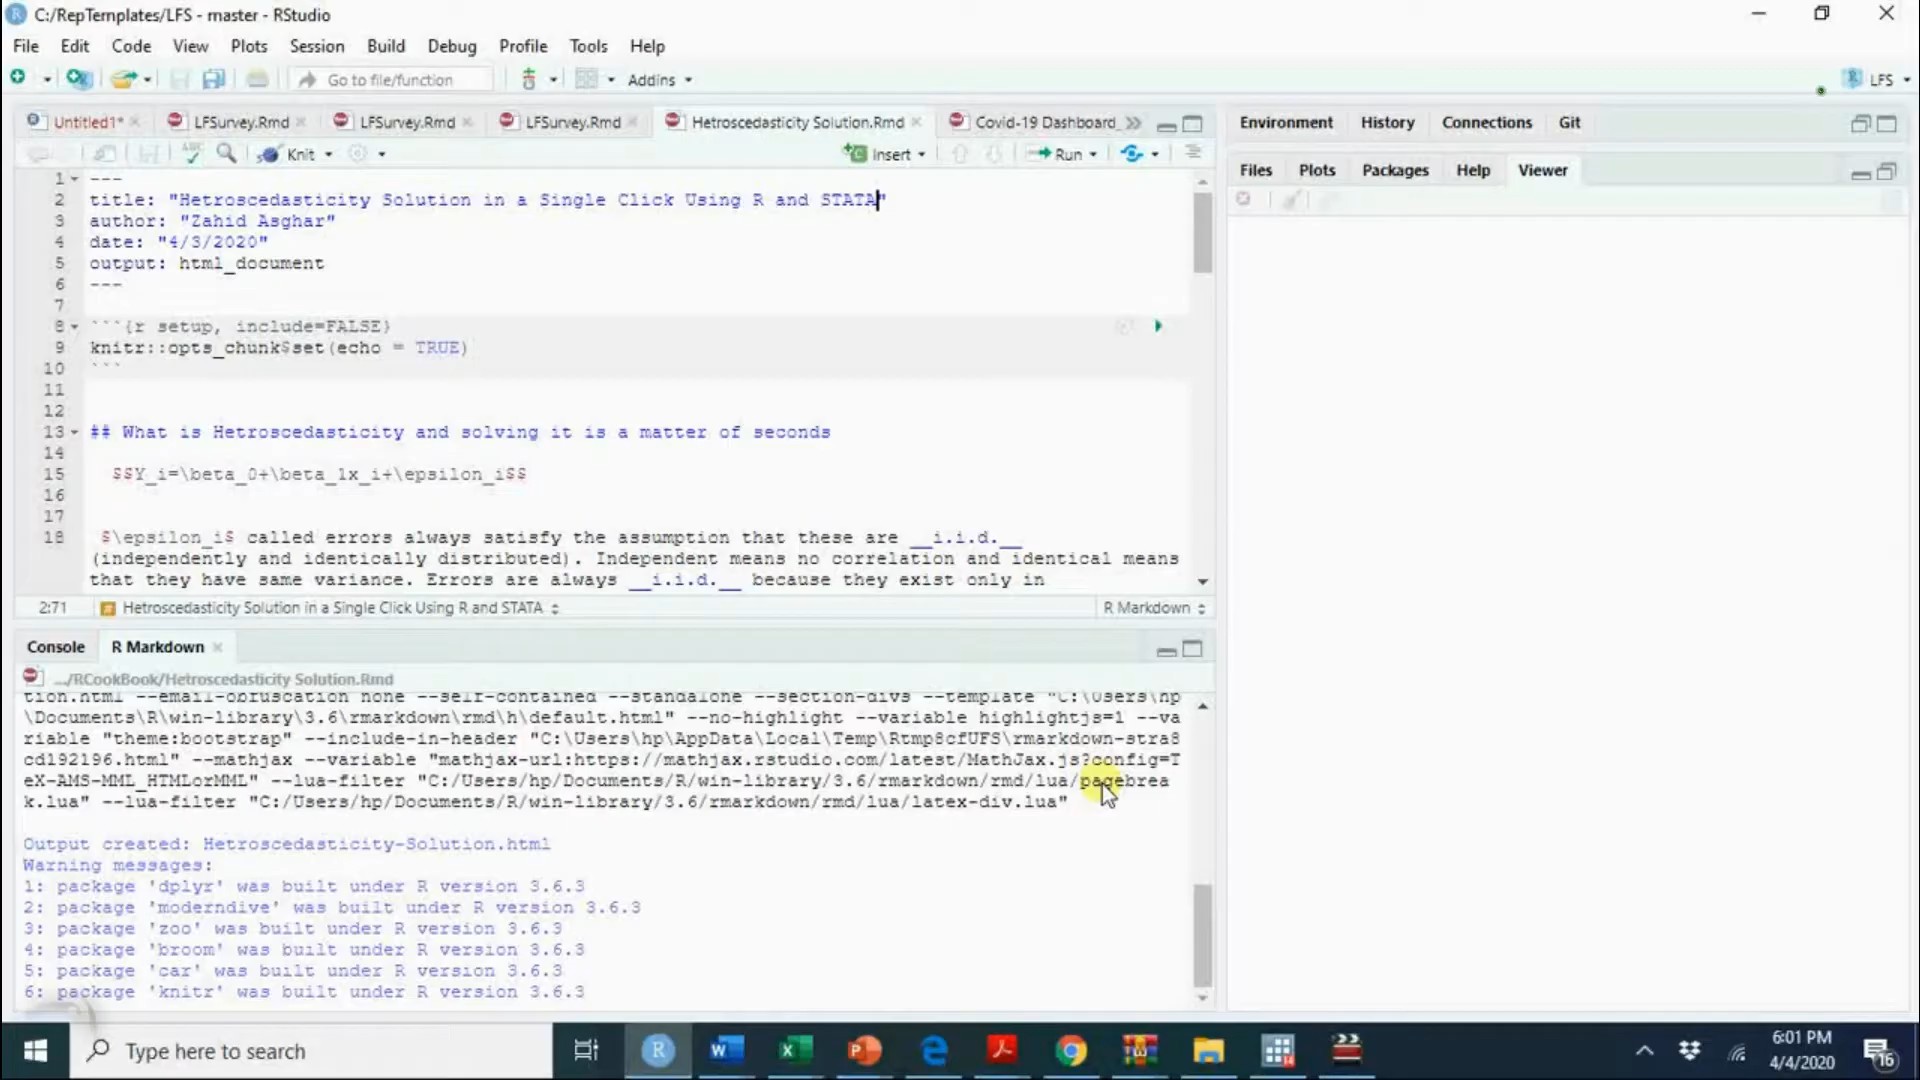 C:/RepTemplates/LFS - master - RStudio
File Edit Code View Plots Session Build Debug Profile Tools Help
Go to file/function Addins LFS
Untitled1* LFSurvey.Rmd LFSurvey.Rmd LFSurvey.Rmd Hetroscedasticity Solution.Rmd Covid-19 Dashboard_
Knit Insert Run
1 ---
2 title: "Hetroscedasticity Solution in a Single Click Using R and STATA"
3 author: "Zahid Asghar"
4 date: "4/3/2020"
5 output: html_document
6 ---
7
8 ```{r setup, include=FALSE}
9 knitr::opts_chunk$set(echo = TRUE)
10 ```
11
12
13 ## What is Hetroscedasticity and solving it is a matter of seconds
14
15 $$Y_i=\beta_0+\beta_1x_i+\epsilon_i$$
16
17
18 $\epsilon_i$ called errors always satisfy the assumption that these are __i.i.d.__
(independently and identically distributed). Independent means no correlation and identical means
that they have same variance. Errors are always __i.i.d.__ because they exist only in
2:71 Hetroscedasticity Solution in a Single Click Using R and STATA R Markdown
Environment History Connections Git
Files Plots Packages Help Viewer
Console R Markdown
.../RCookBook/Hetroscedasticity Solution.Rmd
tion.html --email-obfuscation none --self-contained --standalone --section-divs --template "C:\Users\hp
\Documents\R\win-library\3.6\rmarkdown\rmd\h\default.html" --no-highlight --variable highlightjs=1 --va
riable "theme:bootstrap" --include-in-header "C:\Users\hp\AppData\Local\Temp\Rtmp8cfUFS\rmarkdown-stra8
cd192196.html" --mathjax --variable "mathjax-url:https://mathjax.rstudio.com/latest/MathJax.js?config=T
eX-AMS-MML_HTMLorMML" --lua-filter "C:/Users/hp/Documents/R/win-library/3.6/rmarkdown/rmd/lua/pagebrea
k.lua" --lua-filter "C:/Users/hp/Documents/R/win-library/3.6/rmarkdown/rmd/lua/latex-div.lua"
Output created: Hetroscedasticity-Solution.html
Warning messages:
1: package 'dplyr' was built under R version 3.6.3
2: package 'moderndive' was built under R version 3.6.3
3: package 'zoo' was built under R version 3.6.3
4: package 'broom' was built under R version 3.6.3
5: package 'car' was built under R version 3.6.3
6: package 'knitr' was built under R version 3.6.3
Type here to search
6:01 PM
4/4/2020
16